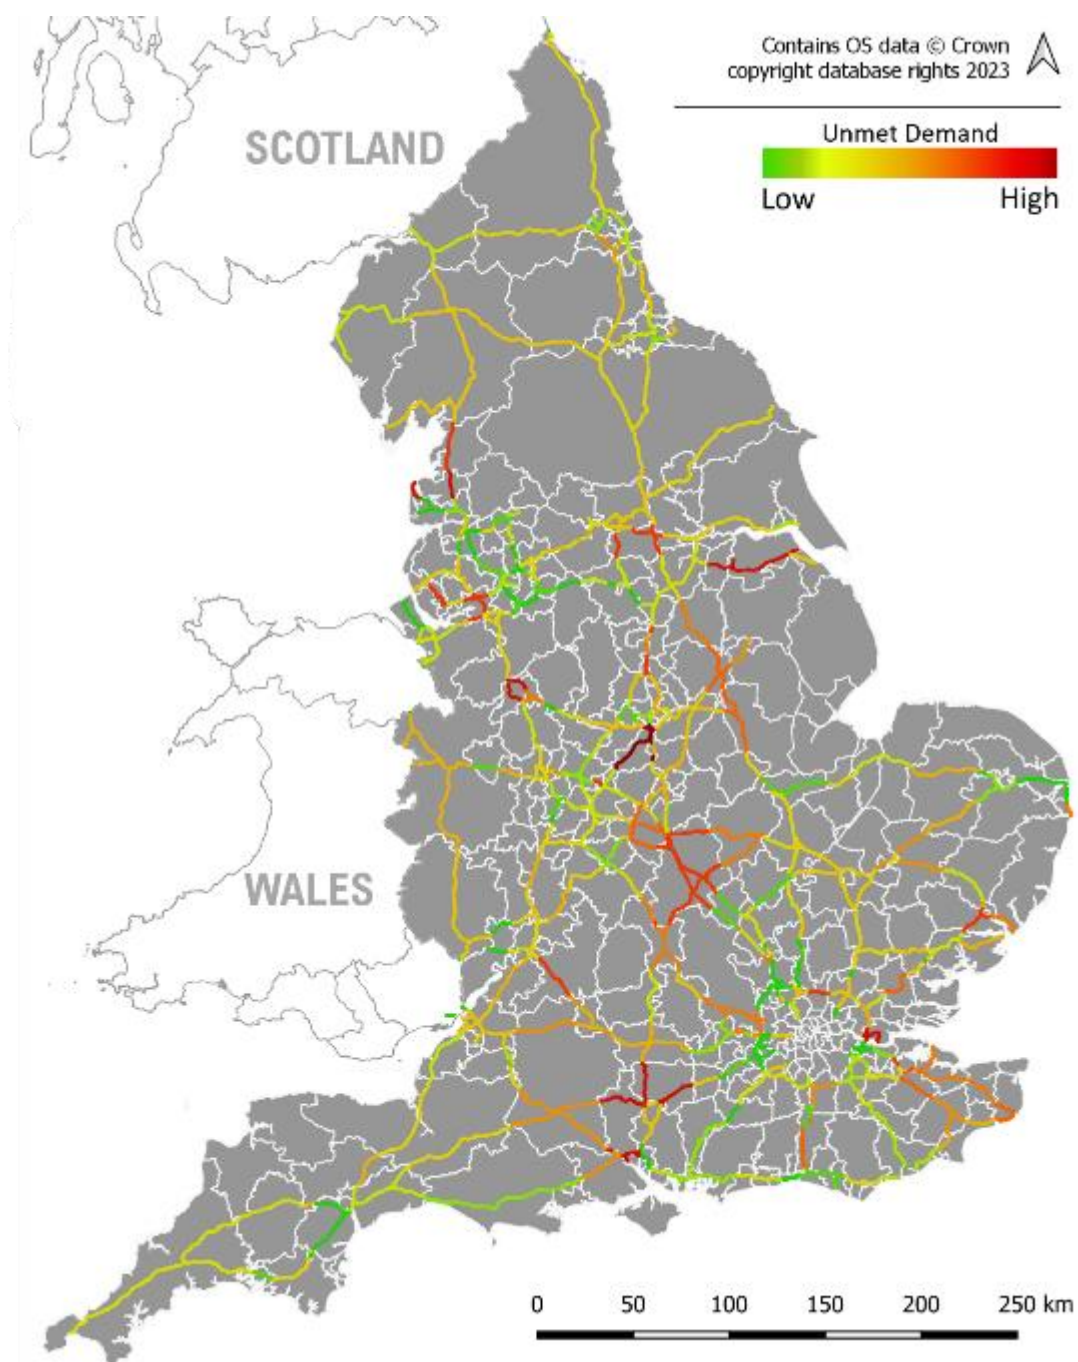 Contains OS data © Crown
copyright database rights 2023
Unmet Demand
Low
High
SCOTLAND
WALES
0 50 100 150 200 250 km